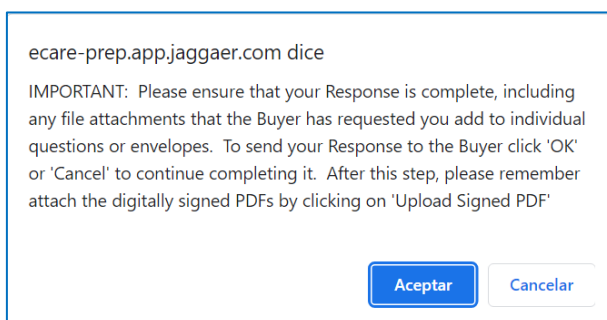 ecare-prep.app.jaggaer.com dice
IMPORTANT:  Please ensure that your Response is complete, including
any file attachments that the Buyer has requested you add to individual
questions or envelopes.  To send your Response to the Buyer click 'OK'
or 'Cancel' to continue completing it.  After this step, please remember
attach the digitally signed PDFs by clicking on 'Upload Signed PDF'
Aceptar
Cancelar